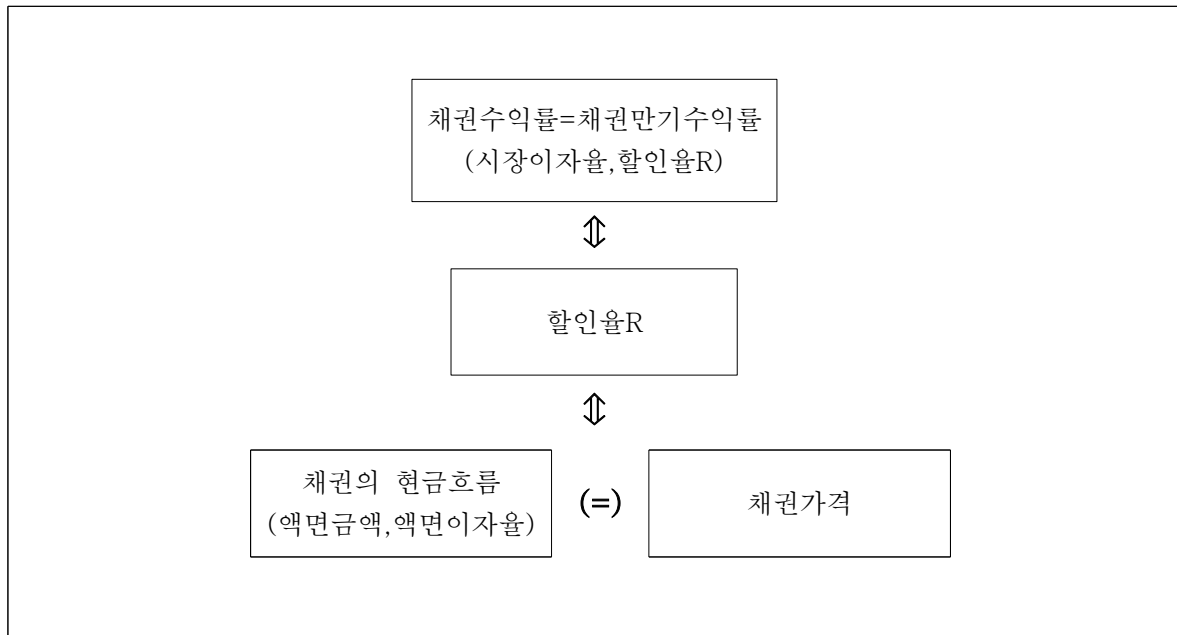 채권수익률=채권만기수익률
(시장이자율,할인율R)
⇕
할인율R
⇕
채권의 현금흐름
(액면금액,액면이자율)
(=)
채권가격